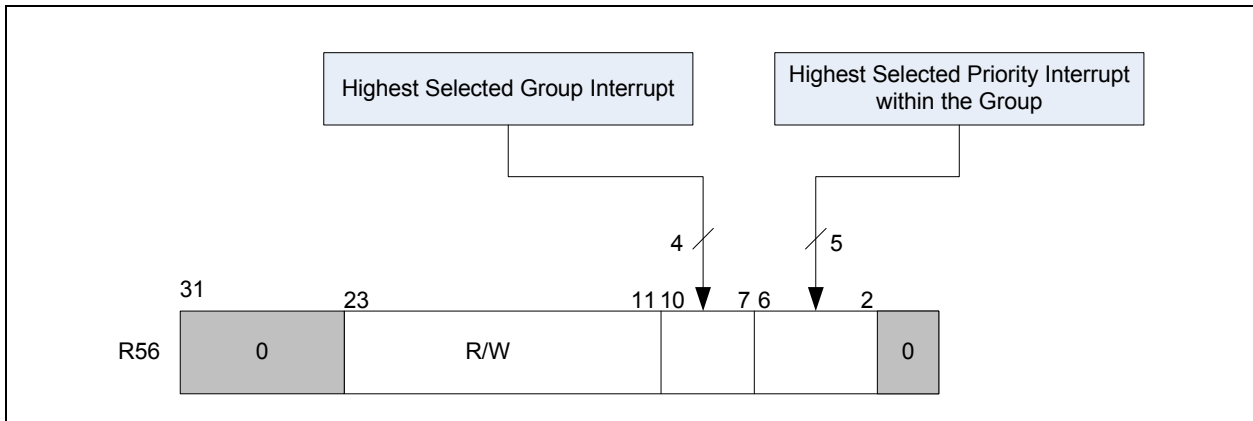 Highest Selected Group Interrupt
Highest Selected Priority Interrupt
within the Group
4
5
31
23
11 10
7 6
2
R56
0
R/W
0